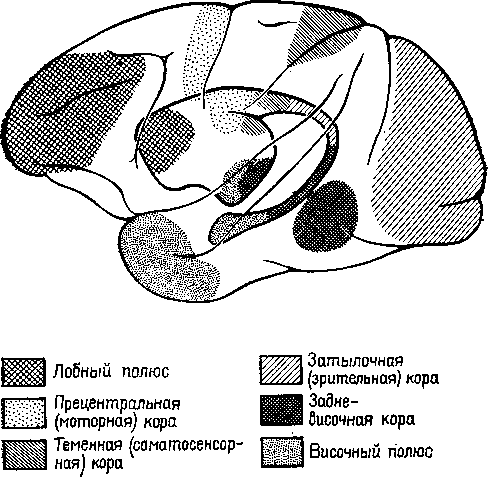 Лобный полюс
Прецентральная
(моторная) кора
Теменная (соматосенсор-
ная) кора
Затылочная
(зрительная) кора
Задне-
височная кора
Височный полюс